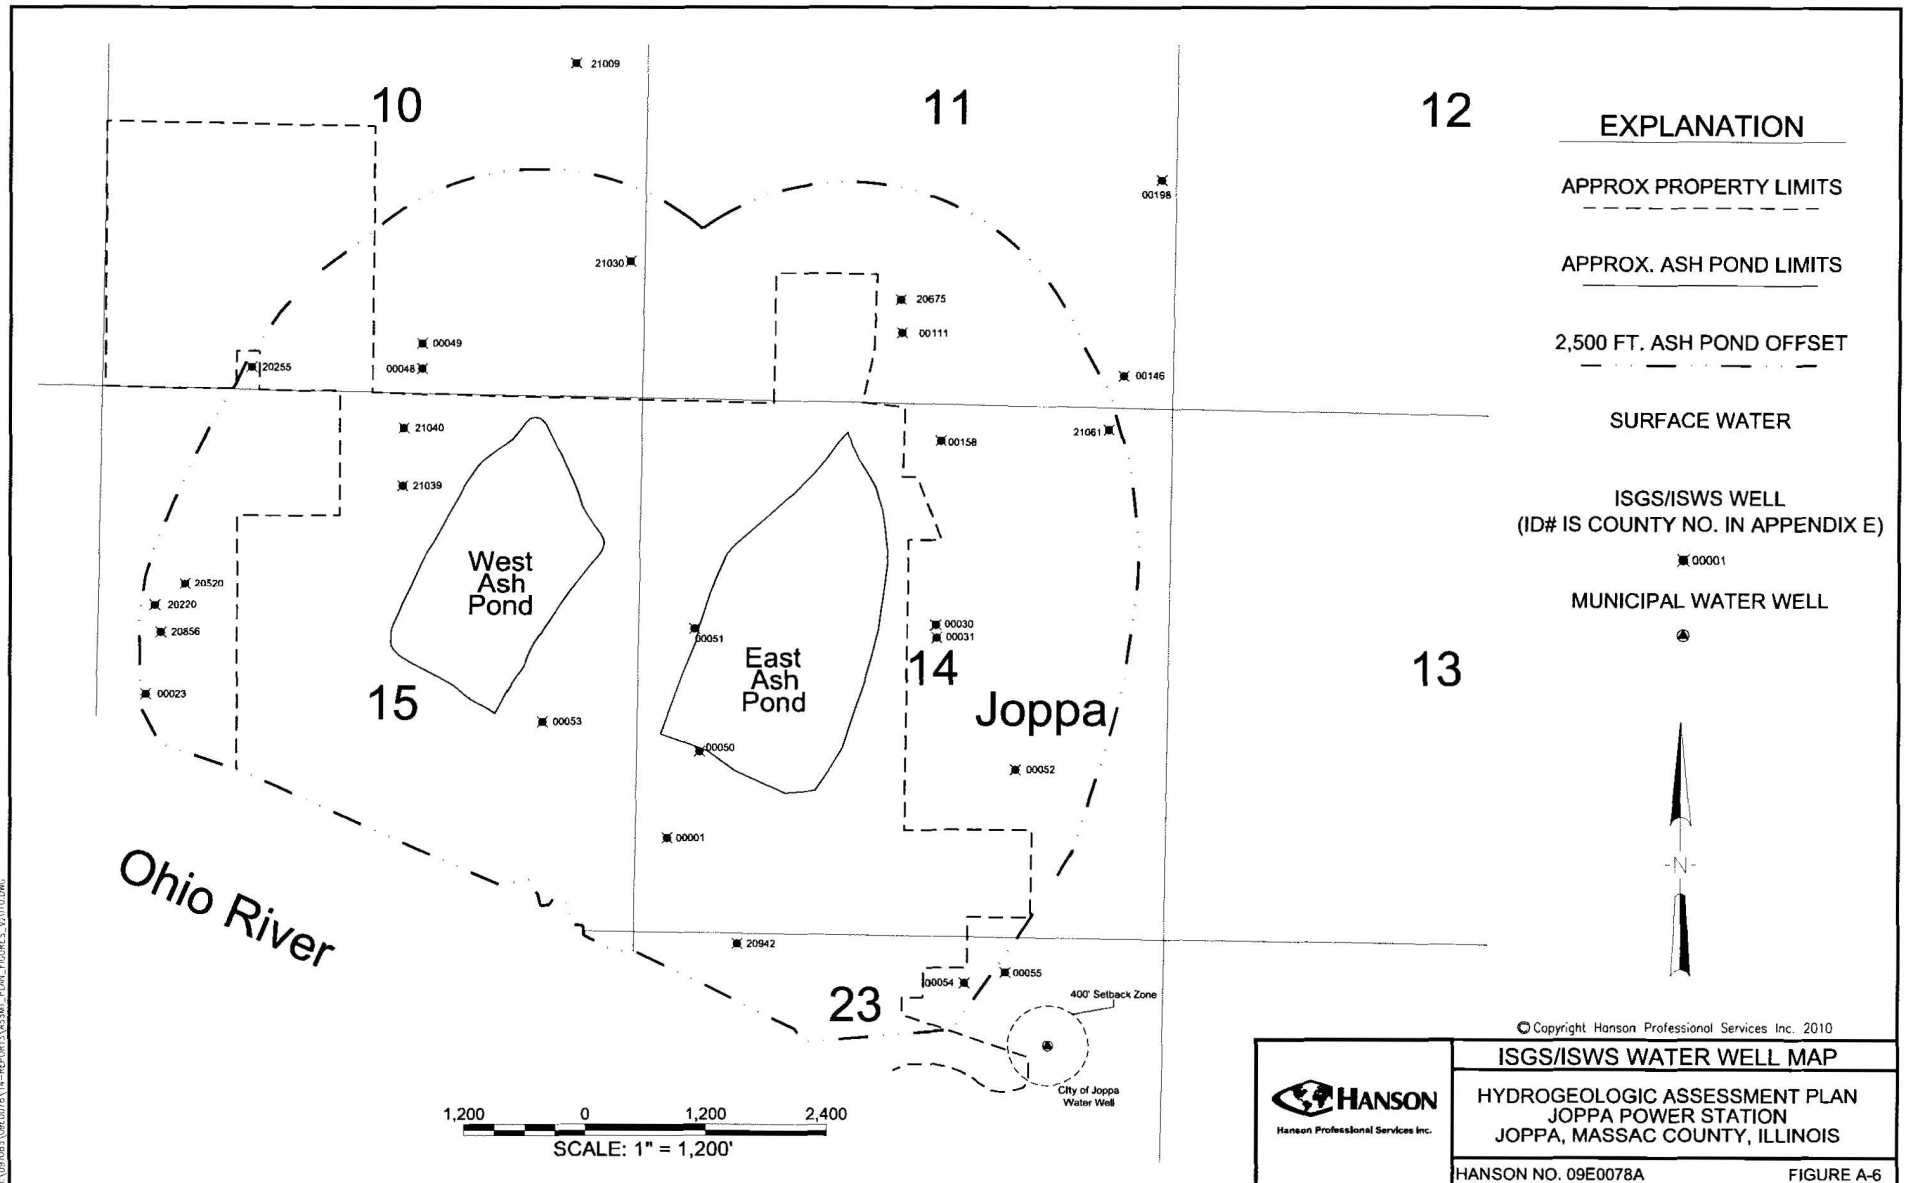 21009
10
11
12
EXPLANATION
APPROX PROPERTY LIMITS
00198
21030
APPROX. ASH POND LIMITS
20675
00111
00049
00048
20255
2,500 FT. ASH POND OFFSET
00146
21040
00158
21061
SURFACE WATER
21039
ISGS/ISWS WELL
(ID# IS COUNTY NO. IN APPENDIX E)
00001
West
Ash
Pond
20520
20220
20856
MUNICIPAL WATER WELL
00051
00030
00031
East
Ash
Pond
14
13
00023
15
00053
Joppa
00050
00052
00001
Ohio River
-N-
20942
23
00054
00055
400' Setback Zone
City of Joppa
Water Well
1,200 0 1,200 2,400
SCALE: 1" = 1,200'
© Copyright Hanson Professional Services Inc. 2010
HANSON
Hanson Professional Services Inc.
ISGS/ISWS WATER WELL MAP
HYDROGEOLOGIC ASSESSMENT PLAN
JOPPA POWER STATION
JOPPA, MASSAC COUNTY, ILLINOIS
HANSON NO. 09E0078A
FIGURE A-6